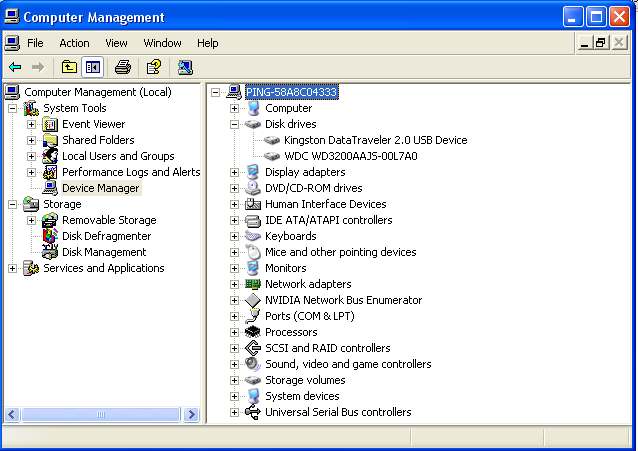 Computer Management
File Action View Window Help
Computer Management (Local)
System Tools
Event Viewer
Shared Folders
Local Users and Groups
Performance Logs and Alerts
Device Manager
Storage
Removable Storage
Disk Defragmenter
Disk Management
Services and Applications
PING-58A8C04333
Computer
Disk drives
Kingston DataTraveler 2.0 USB Device
WDC WD3200AAJS-00L7A0
Display adapters
DVD/CD-ROM drives
Human Interface Devices
IDE ATA/ATAPI controllers
Keyboards
Mice and other pointing devices
Monitors
Network adapters
NVIDIA Network Bus Enumerator
Ports (COM & LPT)
Processors
SCSI and RAID controllers
Sound, video and game controllers
Storage volumes
System devices
Universal Serial Bus controllers